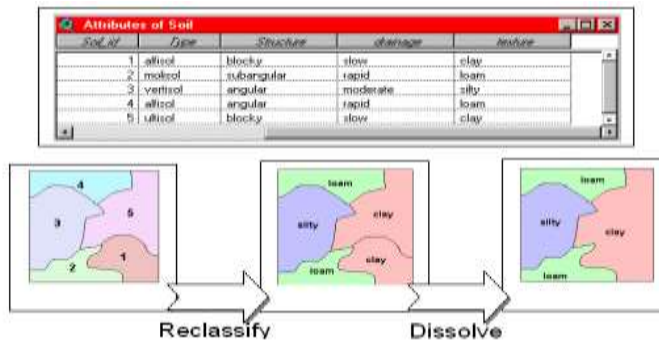 Attributes of Soil
Soil_id Type Structure drainage texture
1 alfisol blocky slow clay
2 mollisol subangular rapid loam
3 vertisol angular moderate silty
4 alfisol angular rapid loam
5 ultisol blocky slow clay
4
3
5
2
1
loam
silty
clay
clay
loam
loam
silty
clay
loam
Reclassify
Dissolve